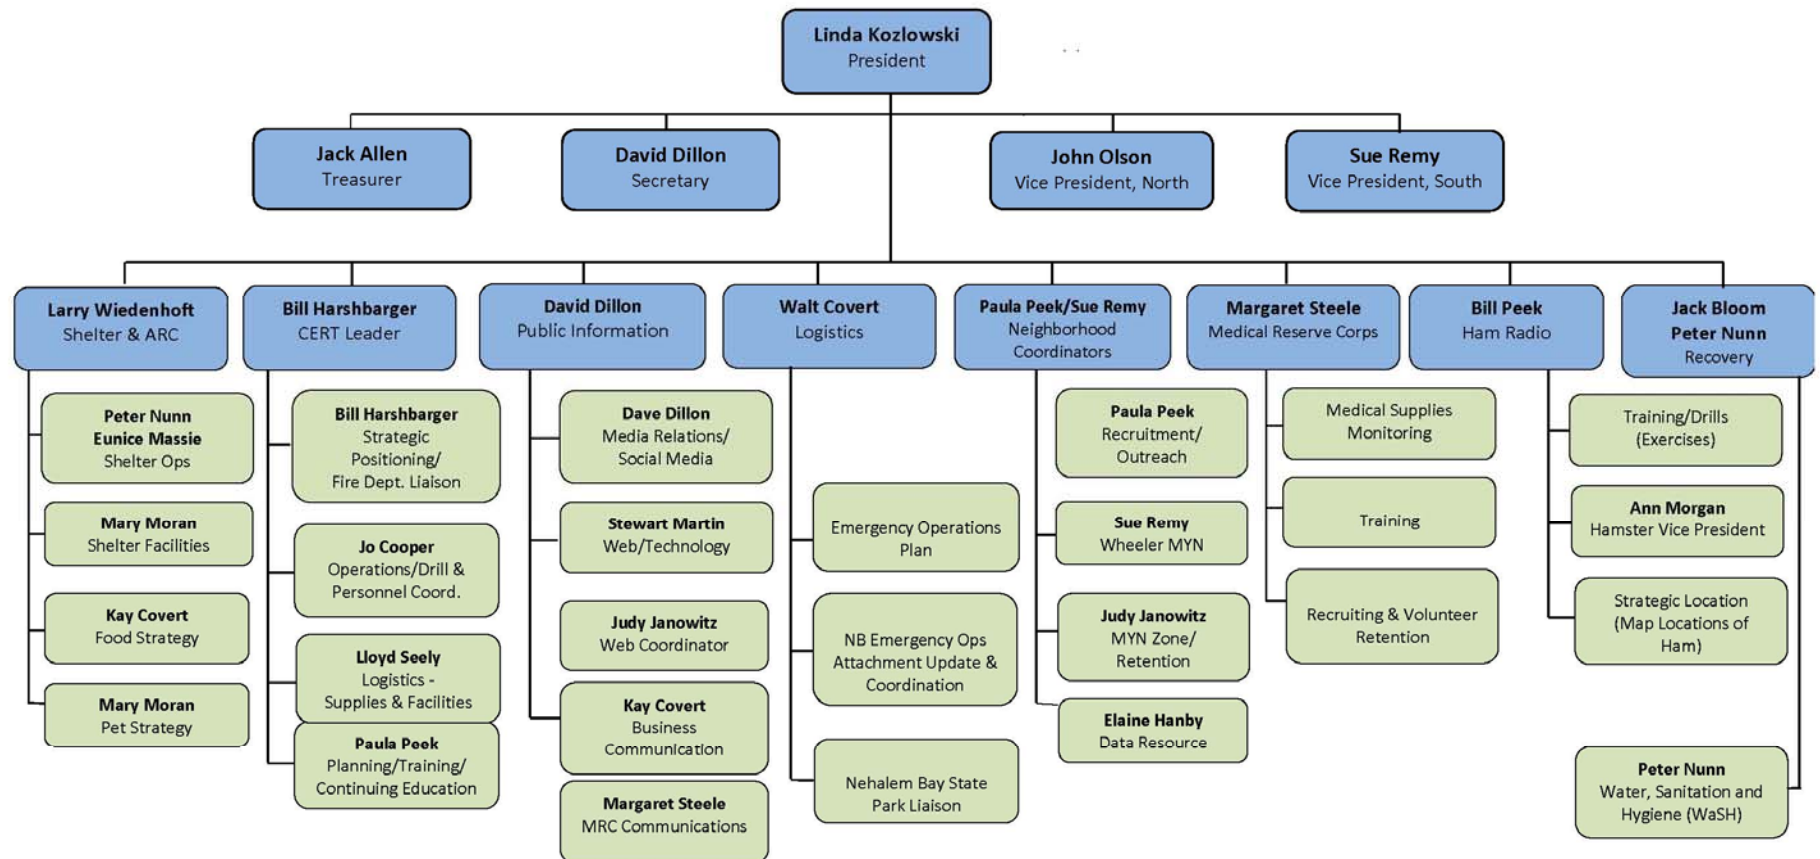 Linda Kozlowski
President
Jack Allen
Treasurer
David Dillon
Secretary
John Olson
Vice President, North
Sue Remy
Vice President, South
Larry Wiedenhoft
Shelter & ARC
Bill Harshbarger
CERT Leader
David Dillon
Public Information
Walt Covert
Logistics
Paula Peek/Sue Remy
Neighborhood
Coordinators
Margaret Steele
Medical Reserve Corps
Bill Peek
Ham Radio
Jack Bloom
Peter Nunn
Recovery
Peter Nunn
Eunice Massie
Shelter Ops
Mary Moran
Shelter Facilities
Kay Covert
Food Strategy
Mary Moran
Pet Strategy
Bill Harshbarger
Strategic
Positioning/
Fire Dept. Liaison
Jo Cooper
Operations/Drill &
Personnel Coord.
Lloyd Seely
Logistics -
Supplies & Facilities
Paula Peek
Planning/Training/
Continuing Education
Dave Dillon
Media Relations/
Social Media
Stewart Martin
Web/Technology
Judy Janowitz
Web Coordinator
Kay Covert
Business
Communication
Margaret Steele
MRC Communications
Emergency Operations
Plan
NB Emergency Ops
Attachment Update &
Coordination
Nehalem Bay State
Park Liaison
Paula Peek
Recruitment/
Outreach
Sue Remy
Wheeler MYN
Judy Janowitz
MYN Zone/
Retention
Elaine Hanby
Data Resource
Medical Supplies
Monitoring
Training
Recruiting & Volunteer
Retention
Training/Drills
(Exercises)
Ann Morgan
Hamster Vice President
Strategic Location
(Map Locations of
Ham)
Peter Nunn
Water, Sanitation and
Hygiene (WaSH)